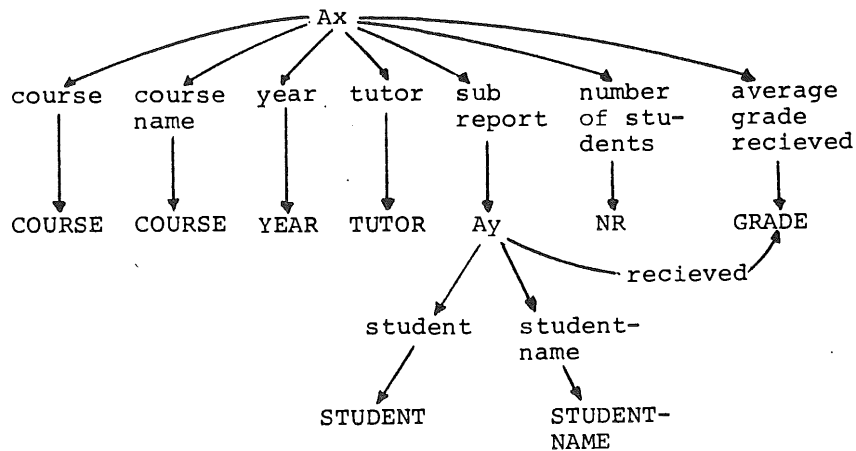 Ax
course course year tutor sub number average
name report of stu- grade
dents recieved
COURSE COURSE YEAR TUTOR Ay NR GRADE
recieved
student student-
name
STUDENT STUDENT-
NAME